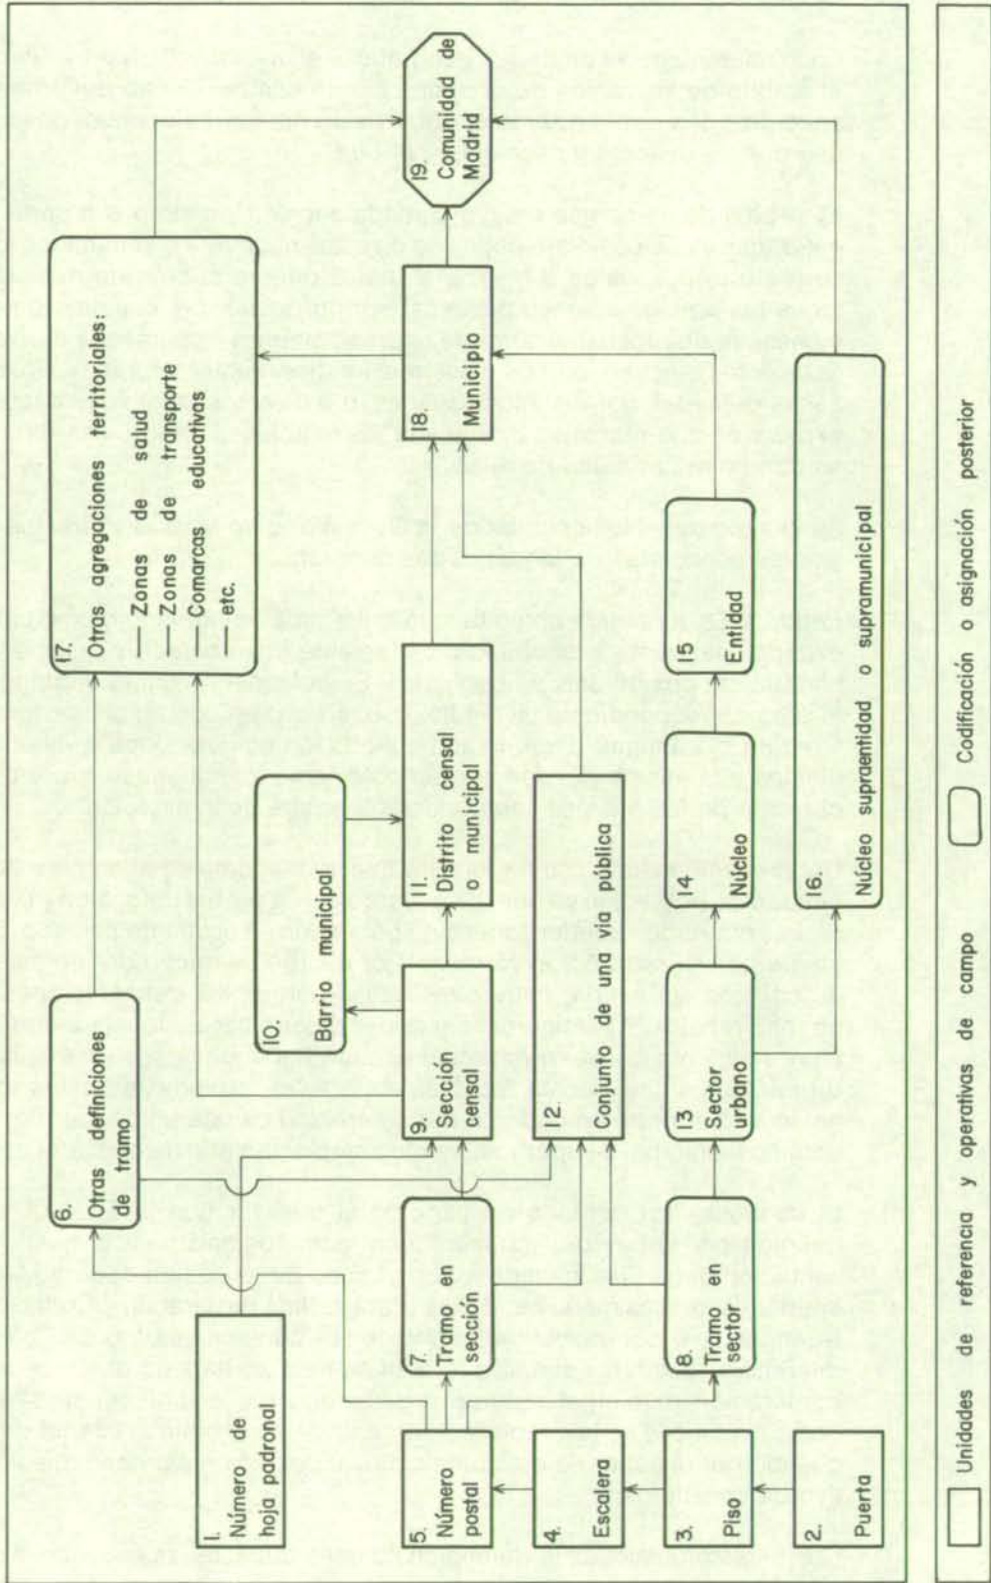 1.
Número de
hoja padronal
2.
Puerta
3.
Piso
4.
Escalera
5.
Número
postal
6.
Otras definiciones
de tramo
7.
Tramo en
sección
8.
Tramo en
sector
9.
Sección
censal
10.
Barrio municipal
11.
Distrito censal
o municipal
12.
Conjunto de una via pública
13
Sector
urbano
14
Núcleo
15
Entidad
16.
Núcleo supraentidad o supramunicipal
17.
Otras agregaciones territoriales:
Zonas de salud
— Zonas de transporte
Comarcas educativas
— etc.
18.
Municipio
19.
Comunidad de
Madrid
Unidades de referencia y operativas de campo
Codificación o asignación posterior